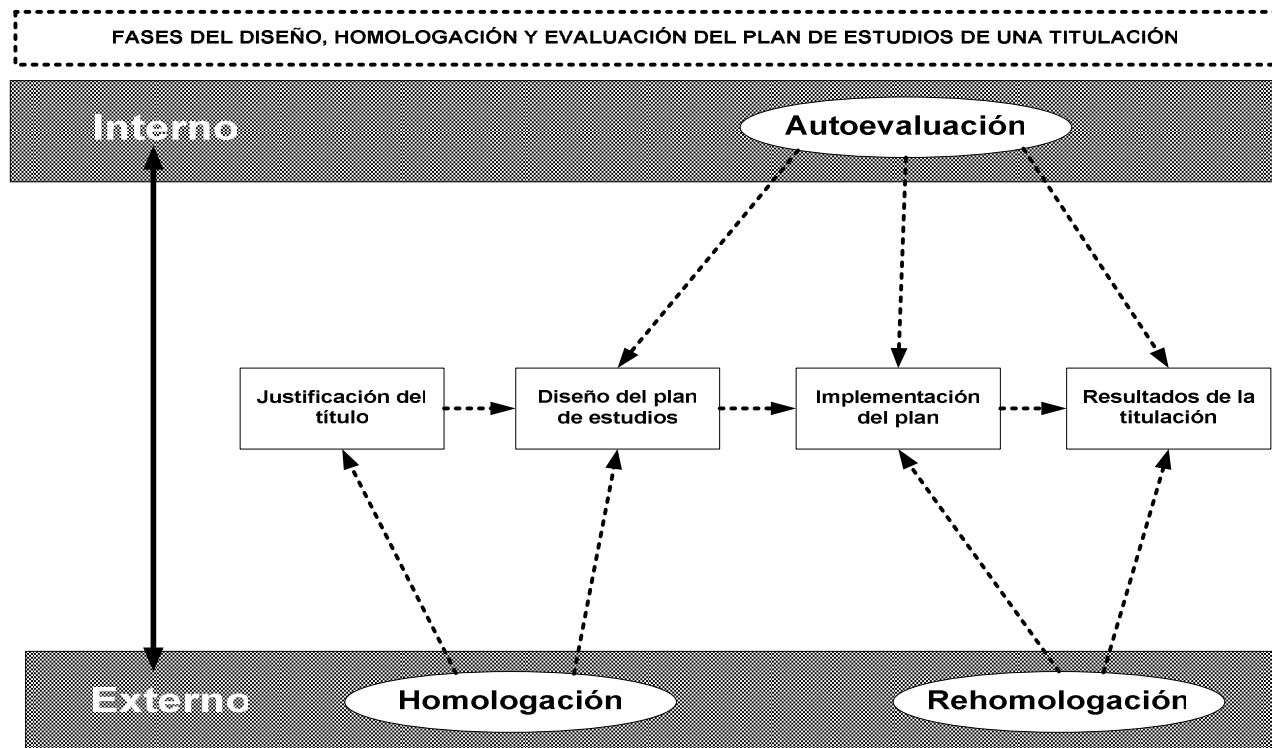 FASES DEL DISEÑO, HOMOLOGACIÓN Y EVALUACIÓN DEL PLAN DE ESTUDIOS DE UNA TITULACIÓN
Interno
Autoevaluación
Justificación del
título
Diseño del plan
de estudios
Implementación
del plan
Resultados de la
titulación
Externo
Homologación
Rehomologación